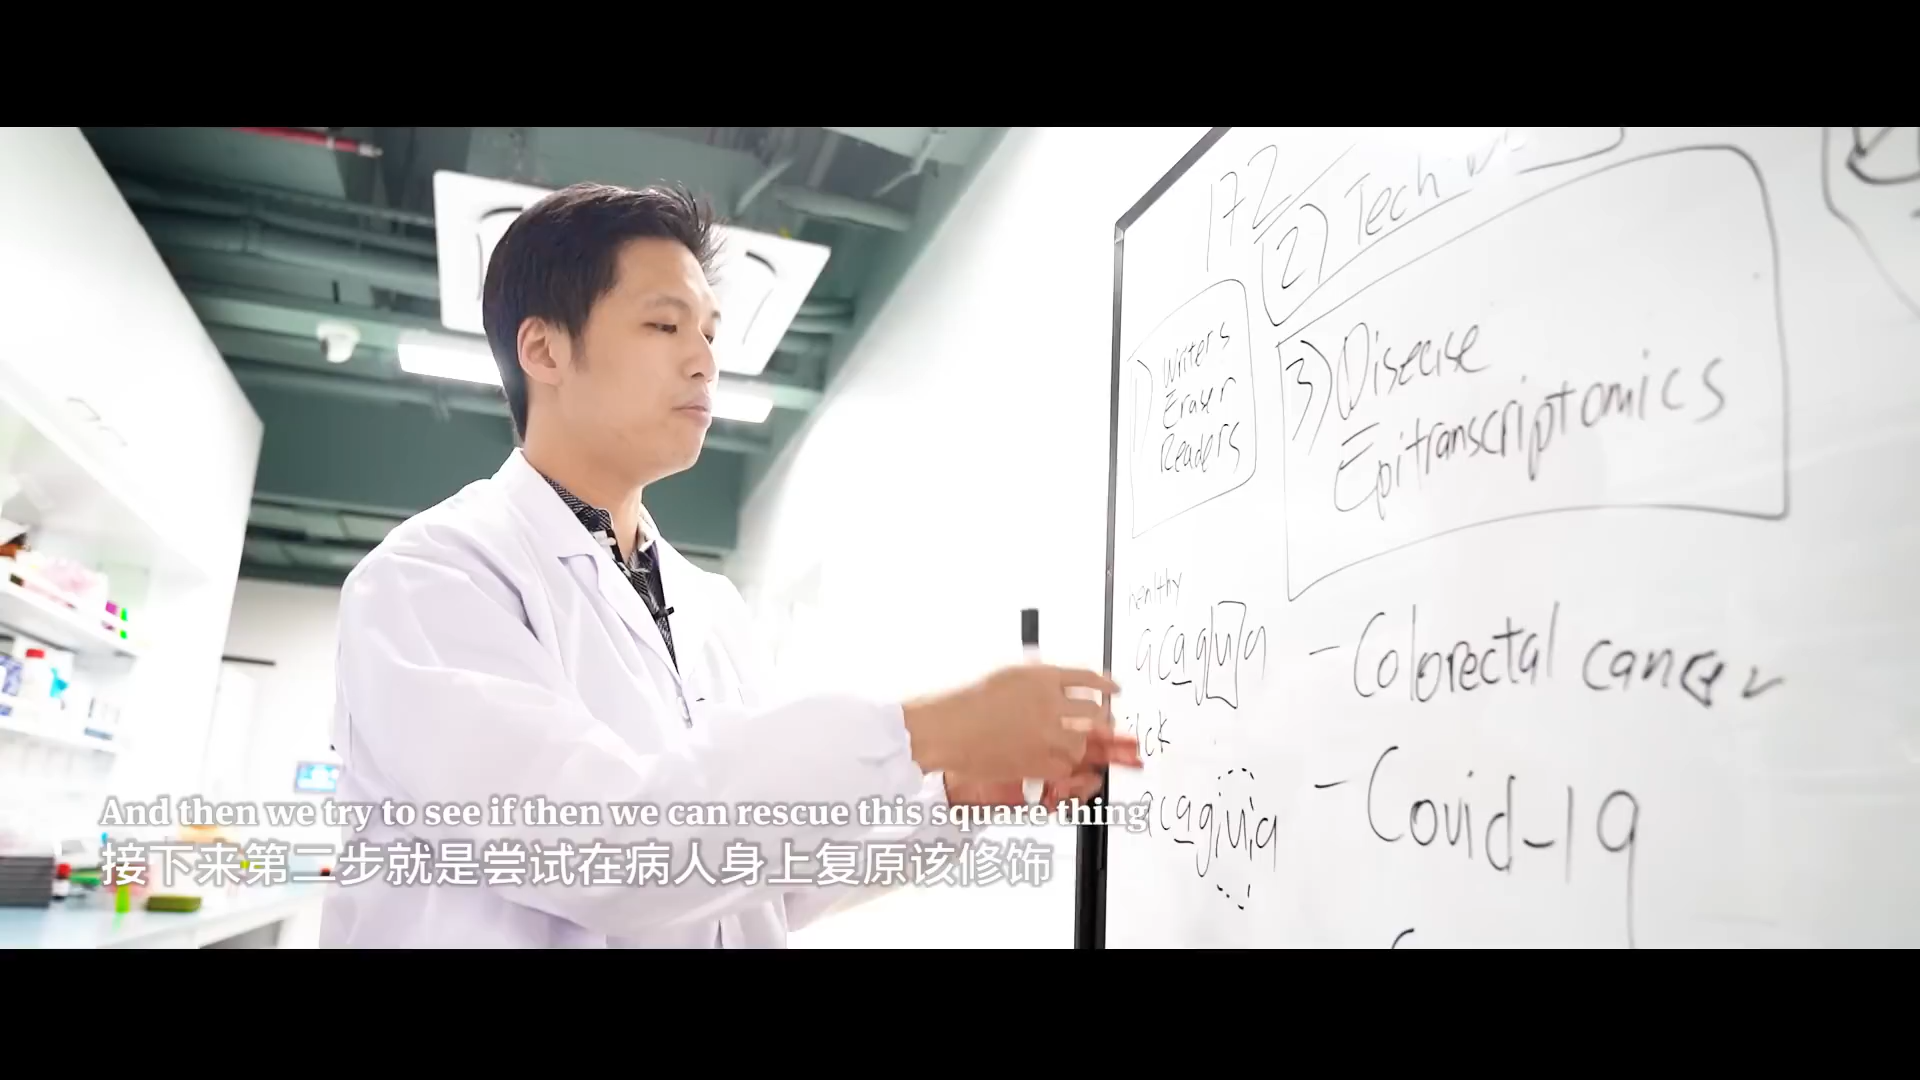 172
2) Tech
1) Writers
Eraser
Readers
3) Disease
Epitranscriptomics
healthy
acagua
- Colorectal cancer
acagua
- Covid-19
And then we try to see if then we can rescue this square thing
接下来第二步就是尝试在病人身上复原该修饰